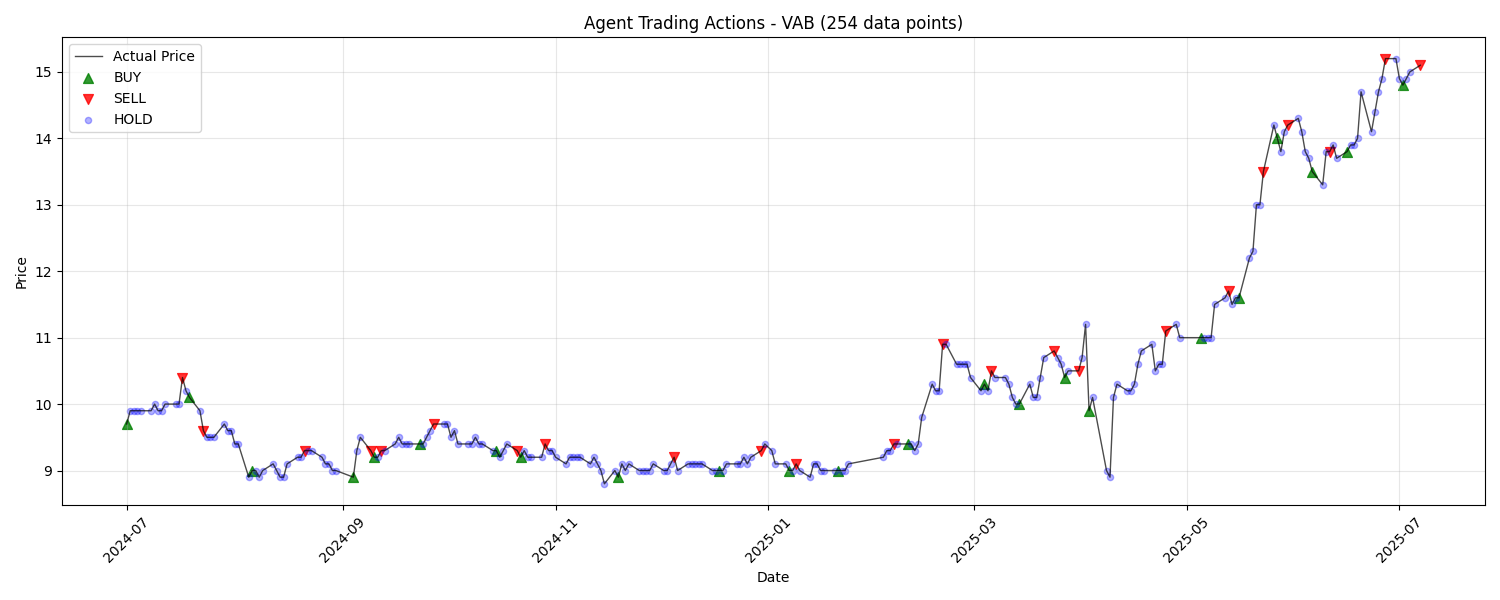 Agent Trading Actions - VAB (254 data points)
Actual Price
BUY
SELL
HOLD
Price
15
14
13
12
11
10
9
2024-07
2024-09
2024-11
2025-01
2025-03
2025-05
2025-07
Date